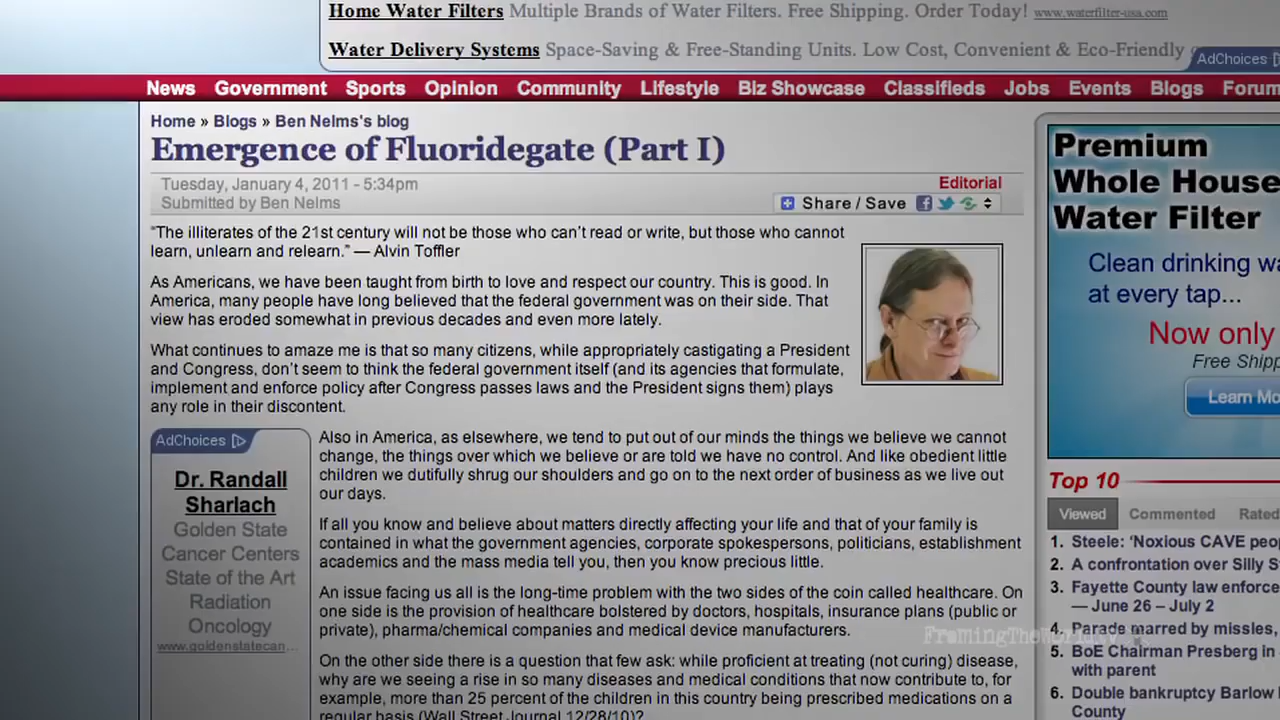 Home Water Filters Multiple Brands of Water Filters. Free Shipping. Order Today! www.waterfilter-usa.com
Water Delivery Systems Space-Saving & Free-Standing Units. Low Cost, Convenient & Eco-Friendly
AdChoices
News Government Sports Opinion Community Lifestyle Biz Showcase Classifieds Jobs Events Blogs Forum
Home » Blogs » Ben Nelms's blog
Emergence of Fluoridegate (Part I)
Tuesday, January 4, 2011 - 5:34pm
Submitted by Ben Nelms
Editorial
Share / Save
“The illiterates of the 21st century will not be those who can’t read or write, but those who cannot
learn, unlearn and relearn.” — Alvin Toffler
As Americans, we have been taught from birth to love and respect our country. This is good. In
America, many people have long believed that the federal government was on their side. That
view has eroded somewhat in previous decades and even more lately.
What continues to amaze me is that so many citizens, while appropriately castigating a President
and Congress, don’t seem to think the federal government itself (and its agencies that formulate,
implement and enforce policy after Congress passes laws and the President signs them) plays
any role in their discontent.
AdChoices
Dr. Randall
Sharlach
Golden State
Cancer Centers
State of the Art
Radiation
Oncology
www.goldenstatecan...
Also in America, as elsewhere, we tend to put out of our minds the things we believe we cannot
change, the things over which we believe or are told we have no control. And like obedient little
children we dutifully shrug our shoulders and go on to the next order of business as we live out
our days.
If all you know and believe about matters directly affecting your life and that of your family is
contained in what the government agencies, corporate spokespersons, politicians, establishment
academics and the mass media tell you, then you know precious little.
An issue facing us all is the long-time problem with the two sides of the coin called healthcare. On
one side is the provision of healthcare bolstered by doctors, hospitals, insurance plans (public or
private), pharma/chemical companies and medical device manufacturers.
On the other side there is a question that few ask: while proficient at treating (not curing) disease,
why are we seeing a rise in so many diseases and medical conditions that now contribute to, for
example, more than 25 percent of the children in this country being prescribed medications on a
regular basis (Wall Street Journal 12/28/10)?
Premium
Whole House
Water Filter
Clean drinking wa
at every tap...
Now only
Free Shipp
Learn Mo
Top 10
Viewed Commented Rated
1. Steele: ‘Noxious CAVE peop
2. A confrontation over Silly S
3. Fayette County law enforce
— June 26 – July 2
4. Parade marred by missles,
5. BoE Chairman Presberg in
with parent
6. Double bankruptcy Barlow
County